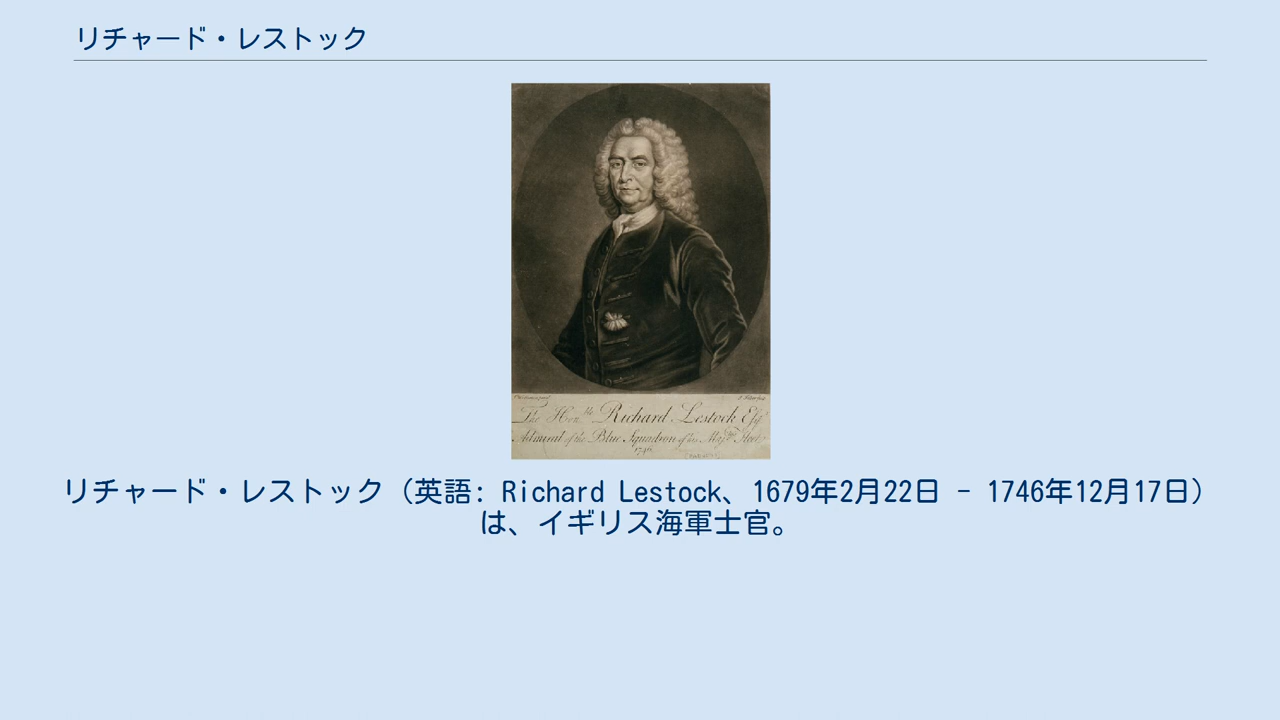 リチャード・レストック
The Hon.ble Richard Lestock Esq.
Admiral of the Blue Squadron of his Maj.ts Fleet
1746
リチャード・レストック（英語: Richard Lestock、1679年2月22日 - 1746年12月17日）
は、イギリス海軍士官。